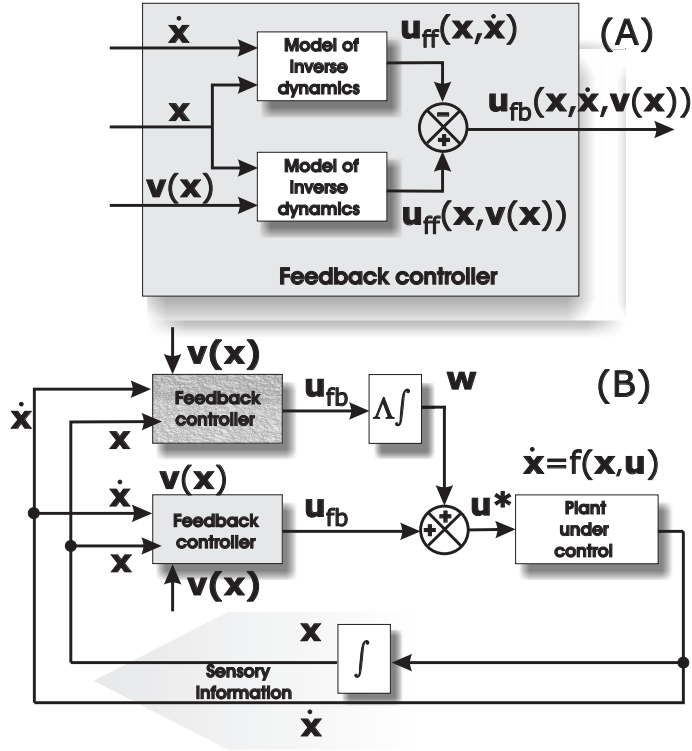 ẋ
Model of
inverse
dynamics
u_ff(x,ẋ)
(A)
x
u_fb(x,ẋ,v(x))
−
+
v(x)
Model of
inverse
dynamics
u_ff(x,v(x))
Feedback controller
v(x)
(B)
ẋ
Feedback
controller
u_fb
Λ∫
w
x
ẋ=f(x,u)
ẋ
v(x)
Feedback
controller
u_fb
+
+
u*
Plant
under
control
x
v(x)
x
∫
Sensory
information
ẋ